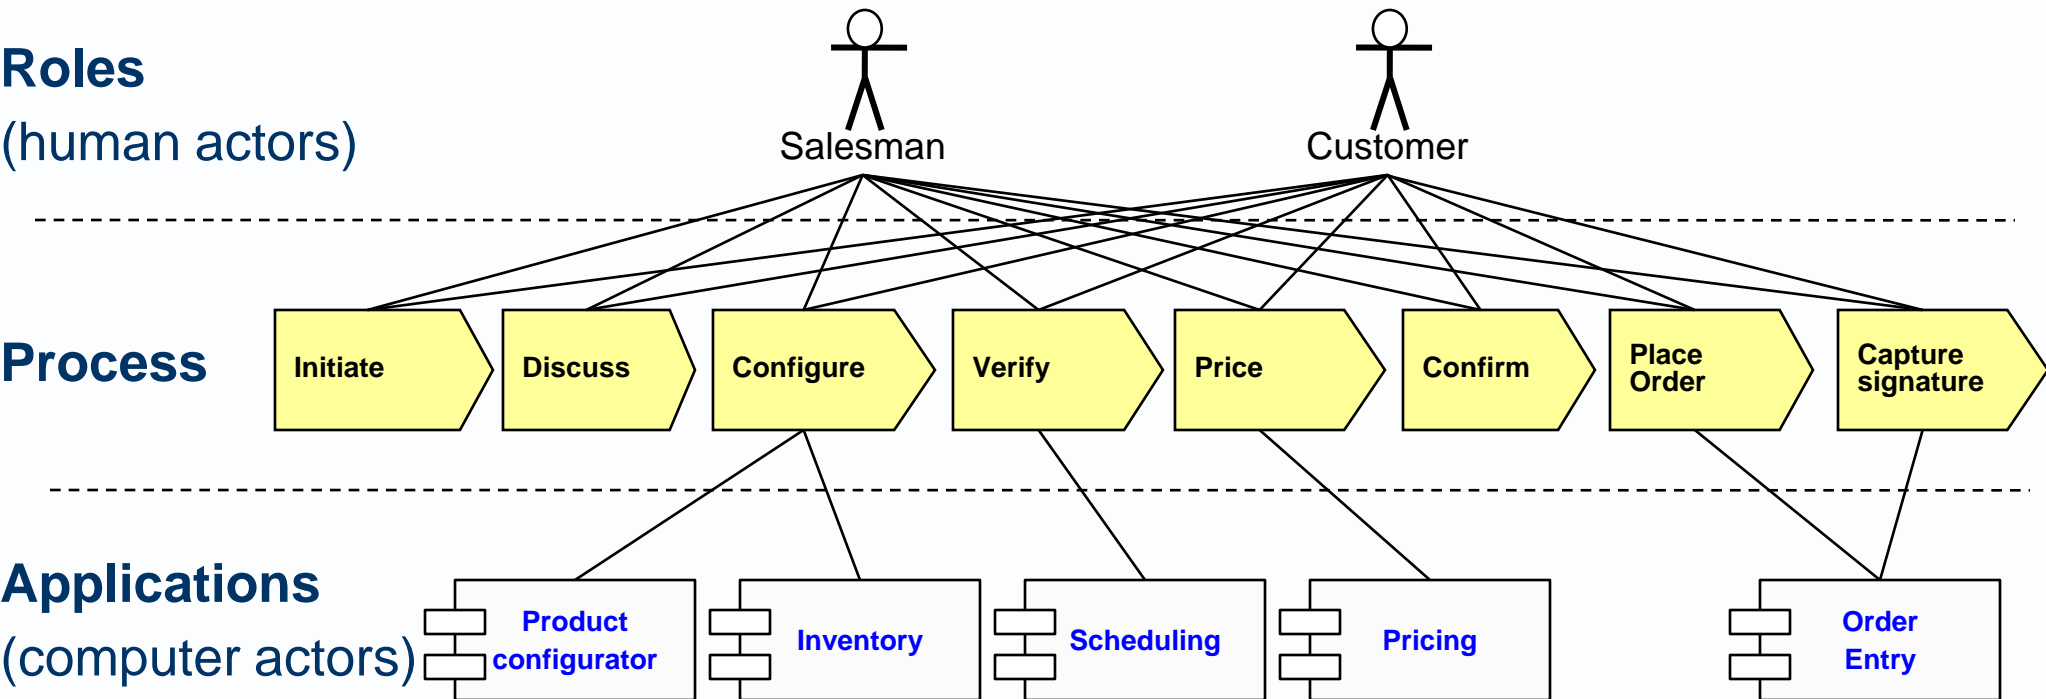 Roles
(human actors)
Salesman
Customer
Process
Initiate
Discuss
Configure
Verify
Price
Confirm
Place
Order
Capture
signature
Applications
(computer actors)
Product
configurator
Inventory
Scheduling
Pricing
Order
Entry